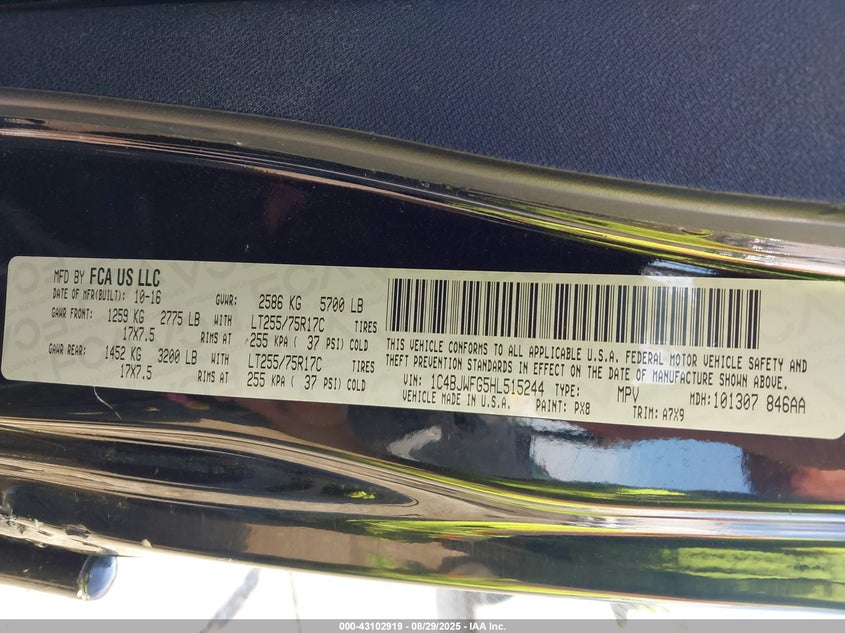 MFD BY FCA US LLC
DATE OF MFR(BUILT): 10-16 GVWR: 2586 KG 5700 LB
GAWR FRONT: 1259 KG 2775 LB WITH LT255/75R17C TIRES
17X7.5 RIMS AT 255 KPA ( 37 PSI) COLD
GAWR REAR: 1452 KG 3200 LB WITH LT255/75R17C TIRES
17X7.5 RIMS AT 255 KPA ( 37 PSI) COLD
THIS VEHICLE CONFORMS TO ALL APPLICABLE U.S.A. FEDERAL MOTOR VEHICLE SAFETY AND
THEFT PREVENTION STANDARDS IN EFFECT ON THE DATE OF MANUFACTURE SHOWN ABOVE.
VIN: 1C4BJWFG5HL515244 TYPE: MPV MDH:101307 846AA
VEHICLE MADE IN U.S.A. PAINT: PX8 TRIM: A7X9
000-43102919 - 08/29/2025 - IAA Inc.